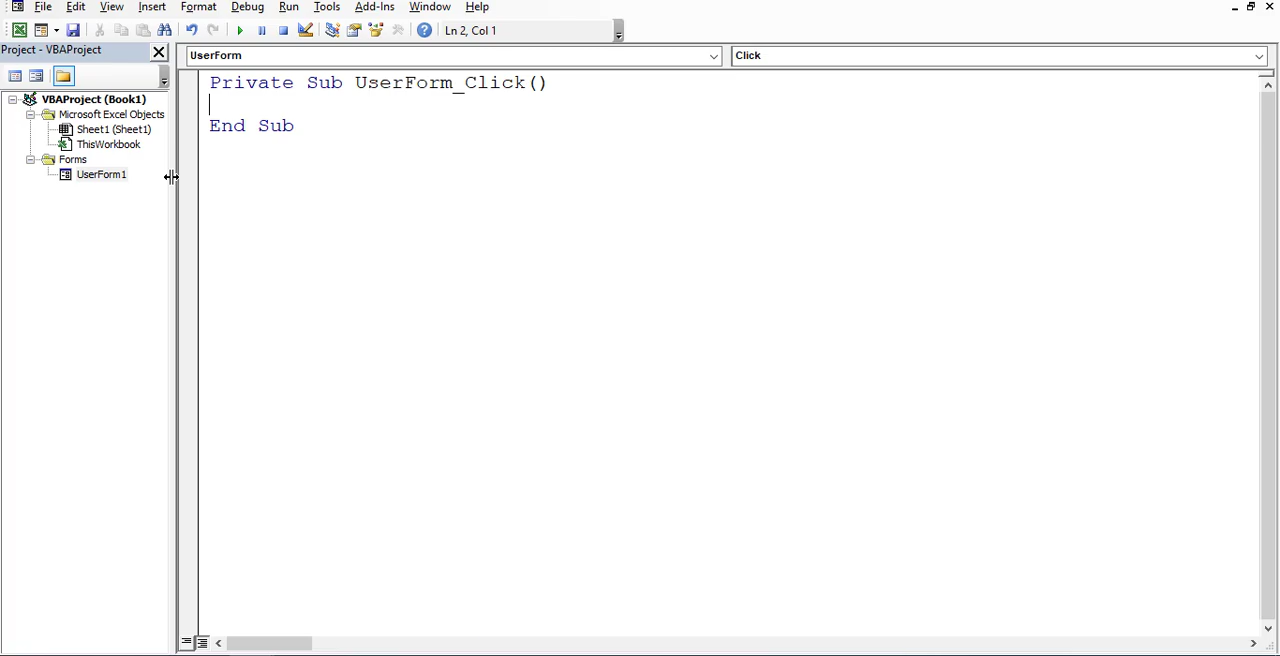 File Edit View Insert Format Debug Run Tools Add-Ins Window Help
Ln 2, Col 1
Project - VBAProject
UserForm
Click
VBAProject (Book1)
Microsoft Excel Objects
Sheet1 (Sheet1)
ThisWorkbook
Forms
UserForm1
Private Sub UserForm_Click()
End Sub